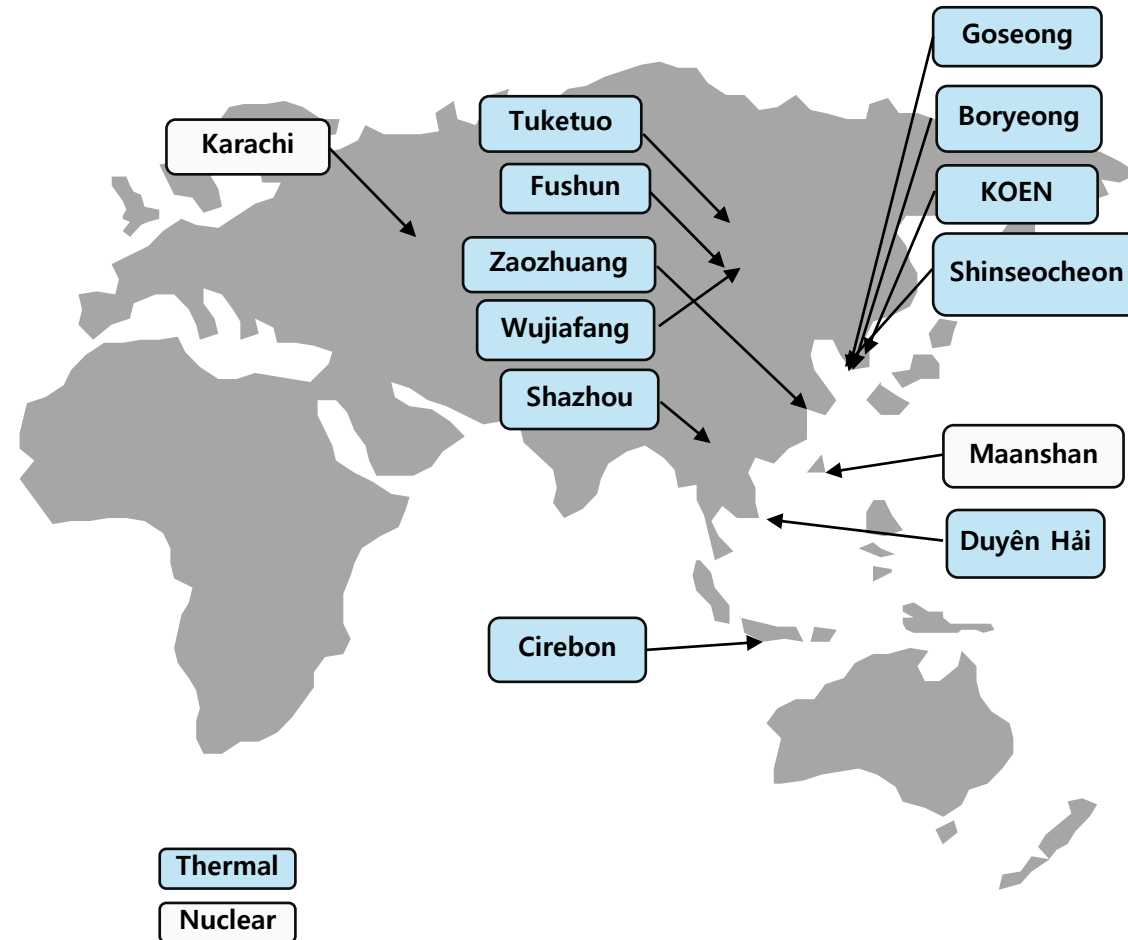 Goseong
Boryeong
KOEN
Shinseocheon
Tuketuo
Karachi
Fushun
Zaozhuang
Wujiafang
Shazhou
Maanshan
Duyên Hải
Cirebon
Thermal
Nuclear